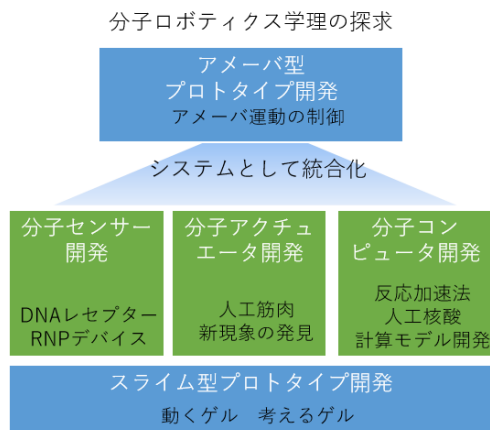 分子ロボティクス学理の探求
アメーバ型
プロトタイプ開発
アメーバ運動の制御
システムとして統合化
分子センサー
開発
DNAレセプター
RNPデバイス
分子アクチュ
エータ開発
人工筋肉
新現象の発見
分子コン
ピュータ開発
反応加速法
人工核酸
計算モデル開発
スライム型プロトタイプ開発
動くゲル　考えるゲル